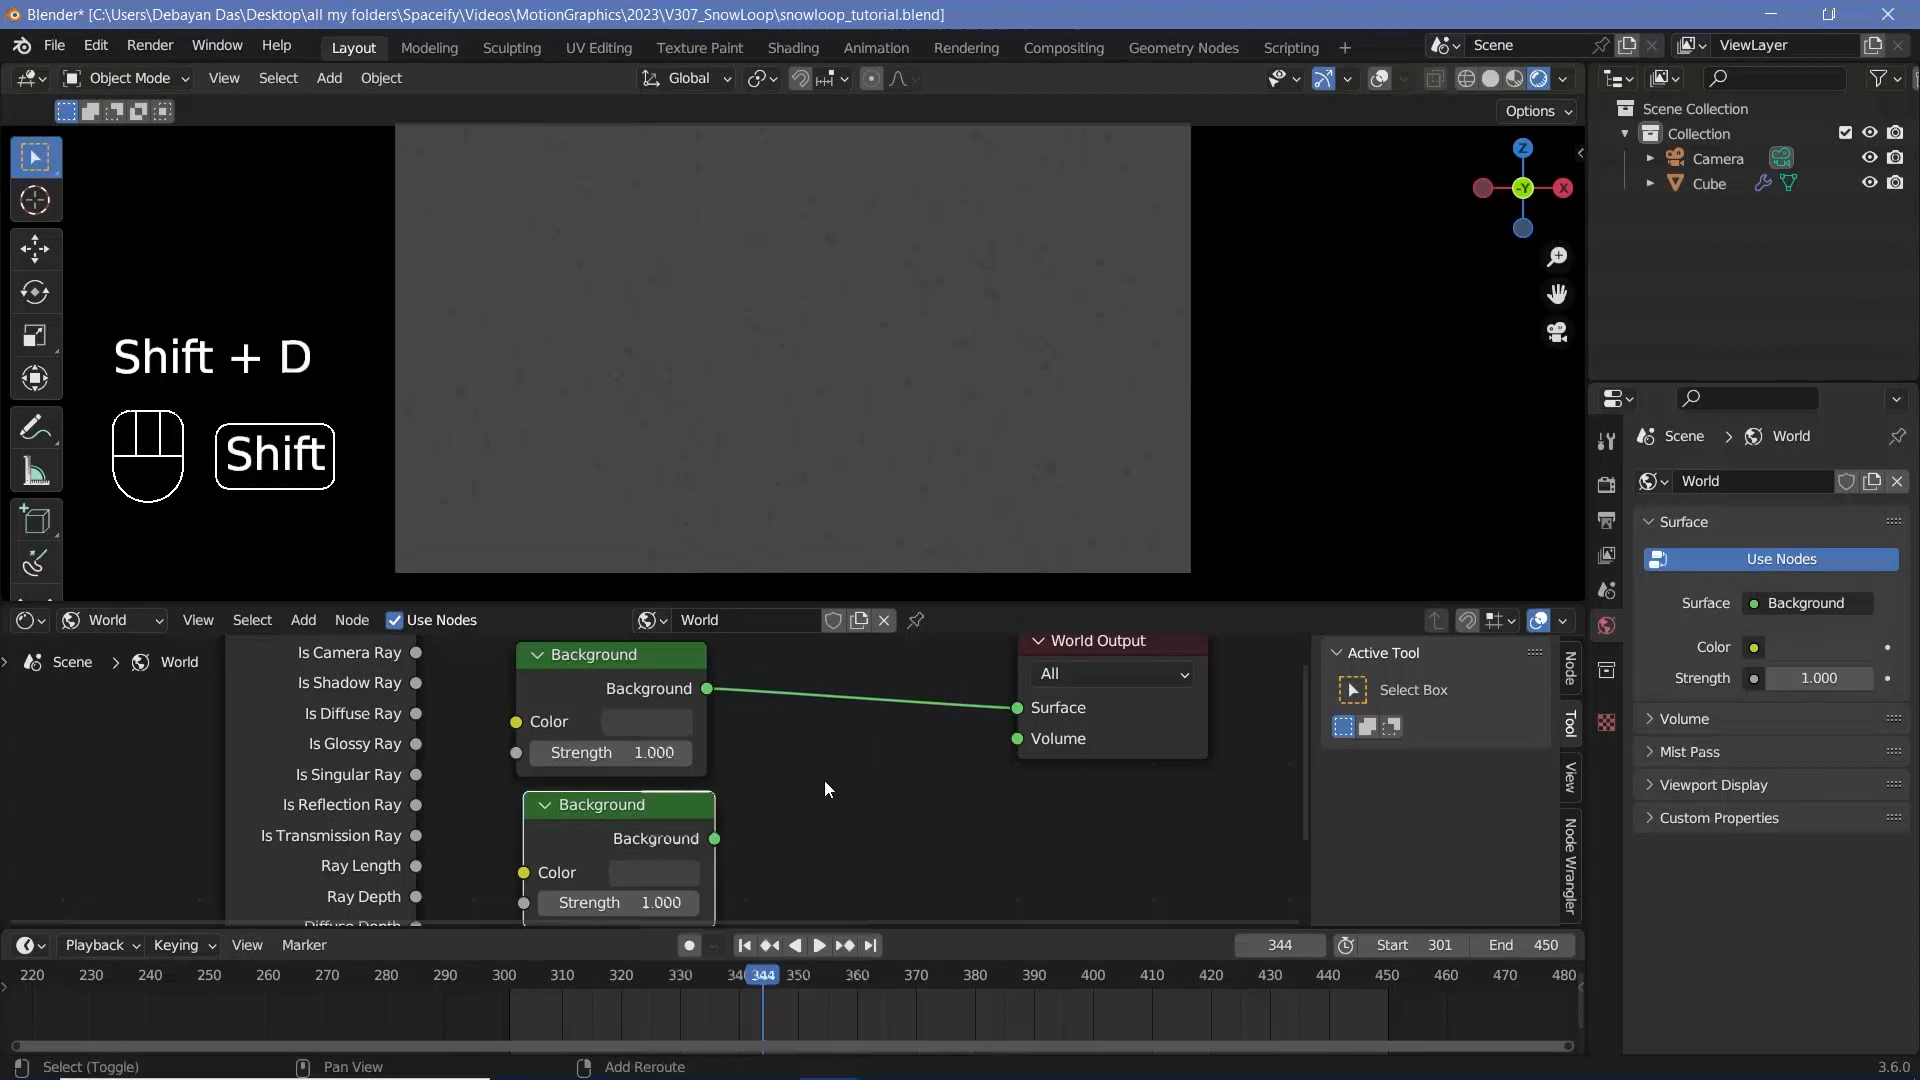 Blender* [C:\Users\Debayan Das\Desktop\all my folders\Spaceify\Videos\MotionGraphics\2023\V307_SnowLoop\snowloop_tutorial.blend]
File Edit Render Window Help Layout Modeling Sculpting UV Editing Texture Paint Shading Animation Rendering Compositing Geometry Nodes Scripting + Scene ViewLayer
Object Mode View Select Add Object Global
Options
Scene Collection
Collection
Camera
Cube
Z
-Y X
Shift + D
Shift
Scene > World
World
Surface
Use Nodes
Surface Background
Color
Strength 1.000
Volume
Mist Pass
Viewport Display
Custom Properties
World View Select Add Node Use Nodes World
Scene > World
Is Camera Ray
Is Shadow Ray
Is Diffuse Ray
Is Glossy Ray
Is Singular Ray
Is Reflection Ray
Is Transmission Ray
Ray Length
Ray Depth
Diffuse Depth
Background
Background
Color
Strength 1.000
Background
Background
Color
Strength 1.000
World Output
All
Surface
Volume
Active Tool
Select Box
Node
Tool
View
Node Wrangler
Playback Keying View Marker 344 Start 301 End 450
220 230 240 250 260 270 280 290 300 310 320 330 344 350 360 370 380 390 400 410 420 430 440 450 460 470 480
Select (Toggle) Pan View Add Reroute 3.6.0